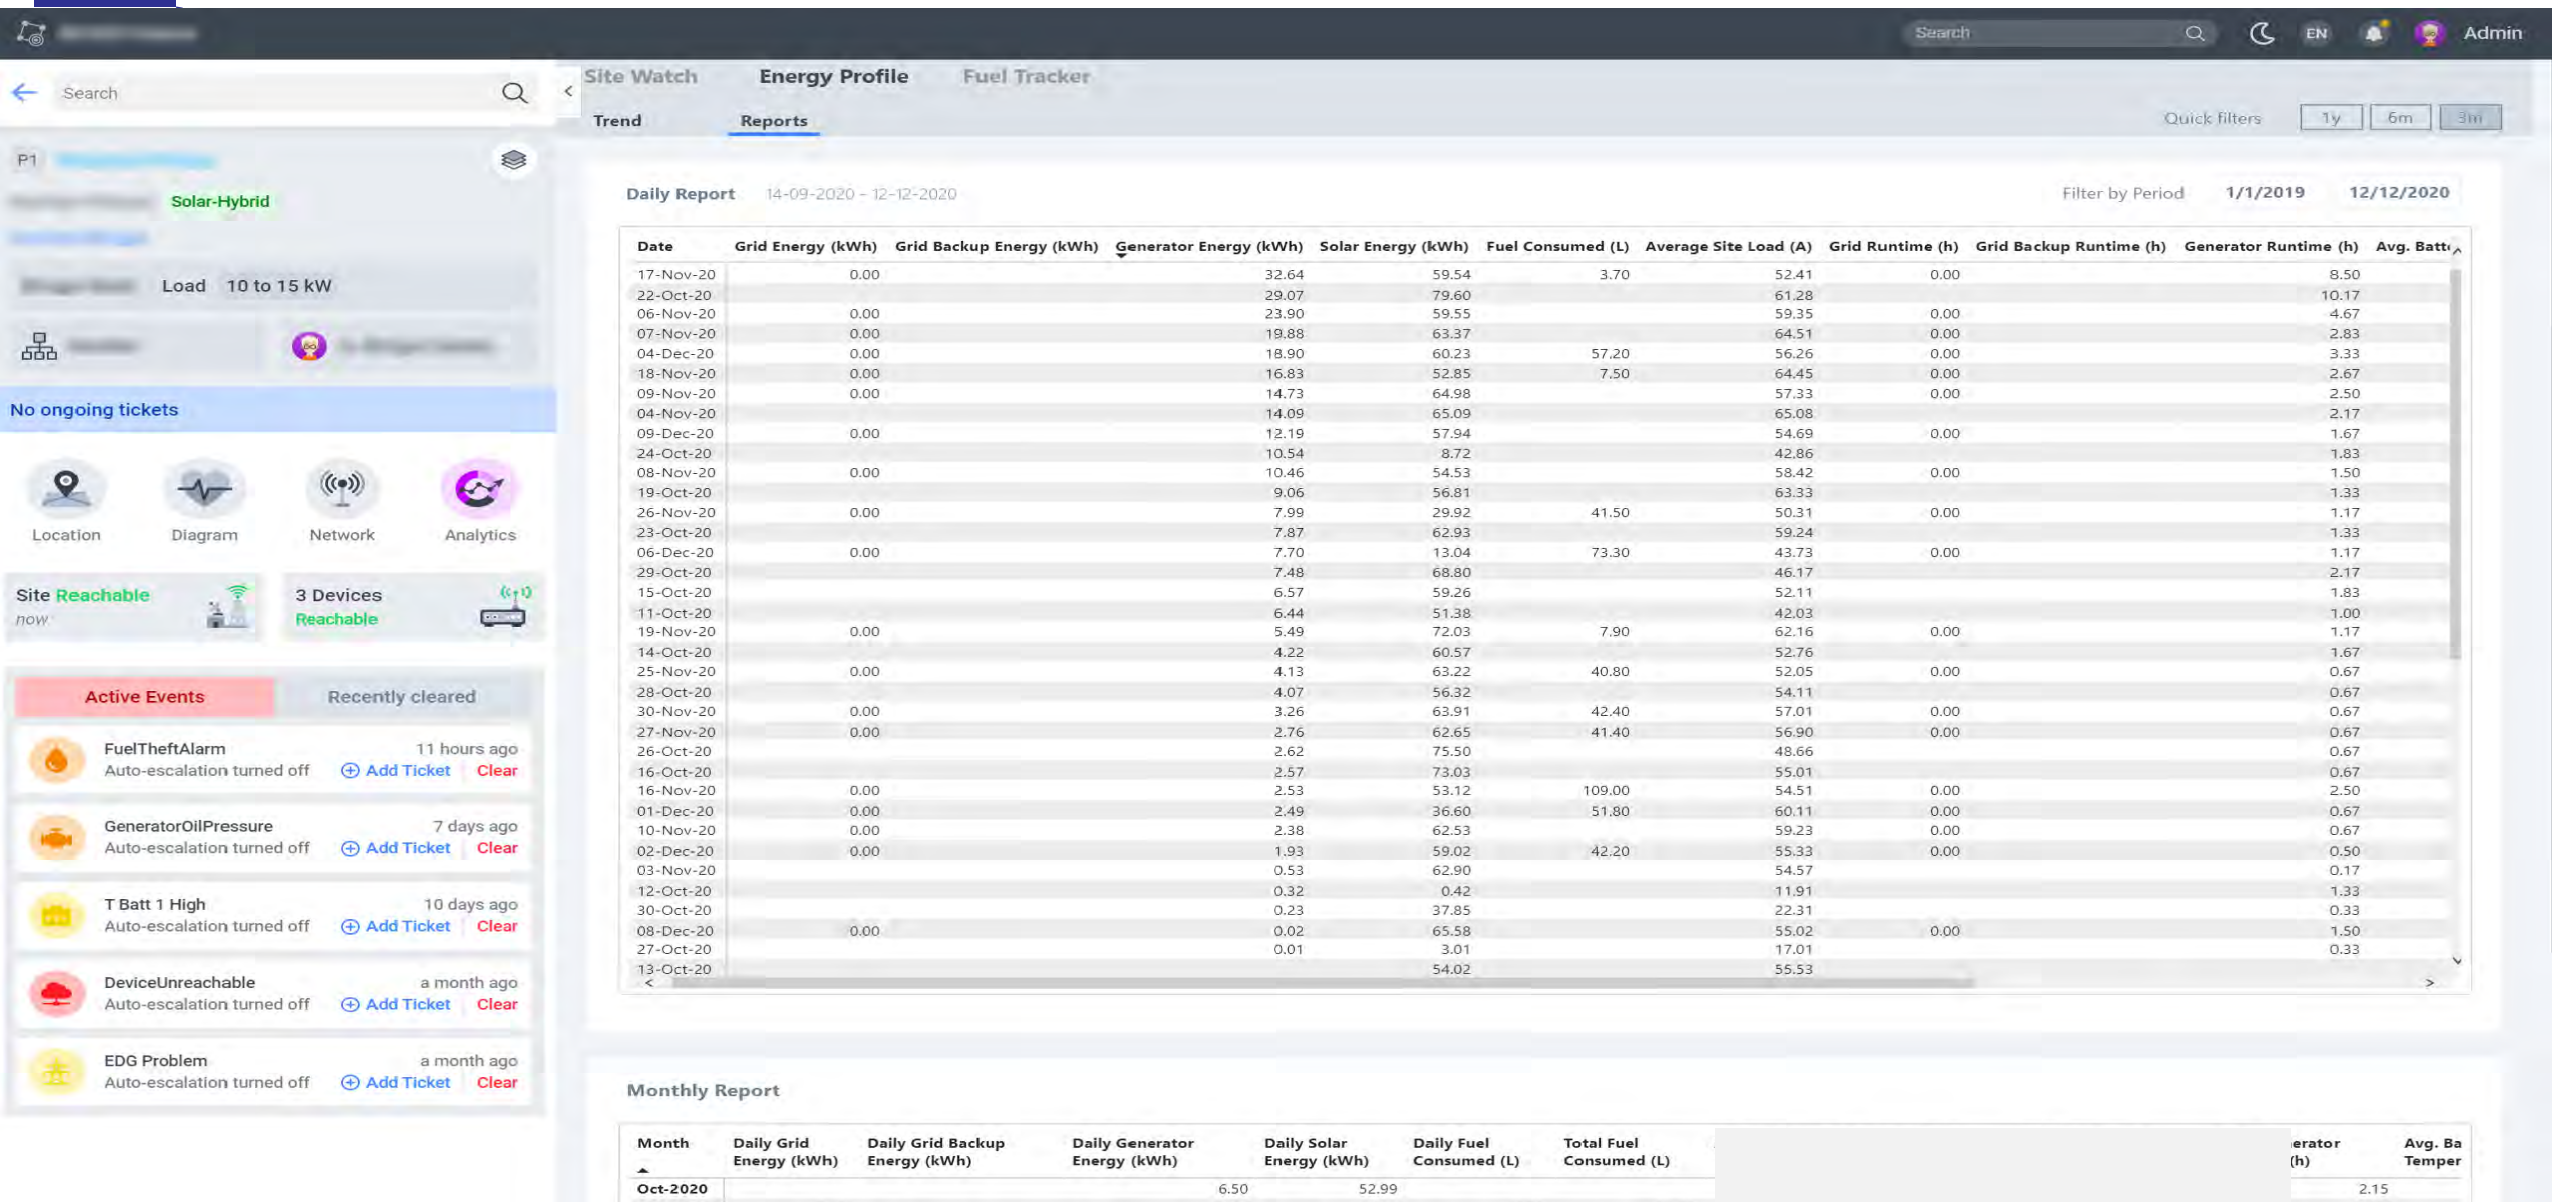 Search
EN
Admin
Search
Site Watch Energy Profile Fuel Tracker
Trend Reports
Quick filters 1y 6m 3m
P1
Solar-Hybrid
Load 10 to 15 kW
No ongoing tickets
Location Diagram Network Analytics
Site Reachable
now
3 Devices
Reachable
Active Events Recently cleared
FuelTheftAlarm 11 hours ago
Auto-escalation turned off Add Ticket Clear
GeneratorOilPressure 7 days ago
Auto-escalation turned off Add Ticket Clear
T Batt 1 High 10 days ago
Auto-escalation turned off Add Ticket Clear
DeviceUnreachable a month ago
Auto-escalation turned off Add Ticket Clear
EDG Problem a month ago
Auto-escalation turned off Add Ticket Clear
Daily Report 14-09-2020 - 12-12-2020
Filter by Period 1/1/2019 12/12/2020
Date Grid Energy (kWh) Grid Backup Energy (kWh) Generator Energy (kWh) Solar Energy (kWh) Fuel Consumed (L) Average Site Load (A) Grid Runtime (h) Grid Backup Runtime (h) Generator Runtime (h) Avg. Batt
17-Nov-20 0.00 32.64 59.54 3.70 52.41 0.00 8.50
22-Oct-20 29.07 79.60 61.28 10.17
06-Nov-20 0.00 23.90 59.55 59.35 0.00 4.67
07-Nov-20 0.00 19.88 63.37 64.51 0.00 2.83
04-Dec-20 0.00 18.90 60.23 57.20 56.26 0.00 3.33
18-Nov-20 0.00 16.83 52.85 7.50 64.45 0.00 2.67
09-Nov-20 0.00 14.73 64.98 57.33 0.00 2.50
04-Nov-20 14.09 65.09 65.08 2.17
09-Dec-20 0.00 12.19 57.94 54.69 0.00 1.67
24-Oct-20 10.54 8.72 42.86 1.83
08-Nov-20 0.00 10.46 54.53 58.42 0.00 1.50
19-Oct-20 9.06 56.81 63.33 1.33
26-Nov-20 0.00 7.99 29.92 41.50 50.31 0.00 1.17
23-Oct-20 7.87 62.93 59.24 1.33
06-Dec-20 0.00 7.70 13.04 73.30 43.73 0.00 1.17
29-Oct-20 7.48 68.80 46.17 2.17
15-Oct-20 6.57 59.26 52.11 1.83
11-Oct-20 6.44 51.38 42.03 1.00
19-Nov-20 0.00 5.49 72.03 7.90 62.16 0.00 1.17
14-Oct-20 4.22 60.57 52.76 1.67
25-Nov-20 0.00 4.13 63.22 40.80 52.05 0.00 0.67
28-Oct-20 4.07 56.32 54.11 0.67
30-Nov-20 0.00 3.26 63.91 42.40 57.01 0.00 0.67
27-Nov-20 0.00 2.76 62.65 41.40 56.90 0.00 0.67
26-Oct-20 2.62 75.50 48.66 0.67
16-Oct-20 2.57 73.03 55.01 0.67
16-Nov-20 0.00 2.53 53.12 109.00 54.51 0.00 2.50
01-Dec-20 0.00 2.49 36.60 51.80 60.11 0.00 0.67
10-Nov-20 0.00 2.38 62.53 59.23 0.00 0.67
02-Dec-20 0.00 1.93 59.02 42.20 55.33 0.00 0.50
03-Nov-20 0.53 62.90 54.57 0.17
12-Oct-20 0.32 0.42 11.91 1.33
30-Oct-20 0.23 37.85 22.31 0.33
08-Dec-20 0.00 0.02 65.58 55.02 0.00 1.50
27-Oct-20 0.01 3.01 17.01 0.33
13-Oct-20 54.02 55.53
Monthly Report
Month Daily Grid Energy (kWh) Daily Grid Backup Energy (kWh) Daily Generator Energy (kWh) Daily Solar Energy (kWh) Daily Fuel Consumed (L) Total Fuel Consumed (L) erator (h) Avg. Ba Temper
Oct-2020 6.50 52.99 2.15